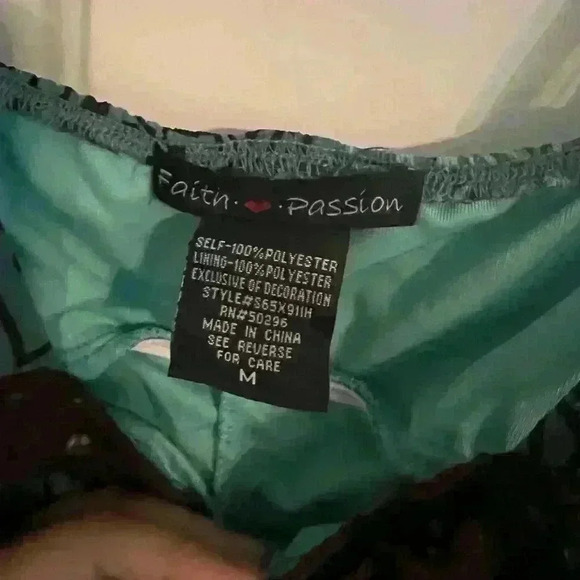 Faith · ❤ · Passion
SELF-100%POLYESTER
LINING-100%POLYESTER
EXCLUSIVE OF DECORATION
STYLE#S65X911H
RN#50296
MADE IN CHINA
SEE REVERSE
FOR CARE
M